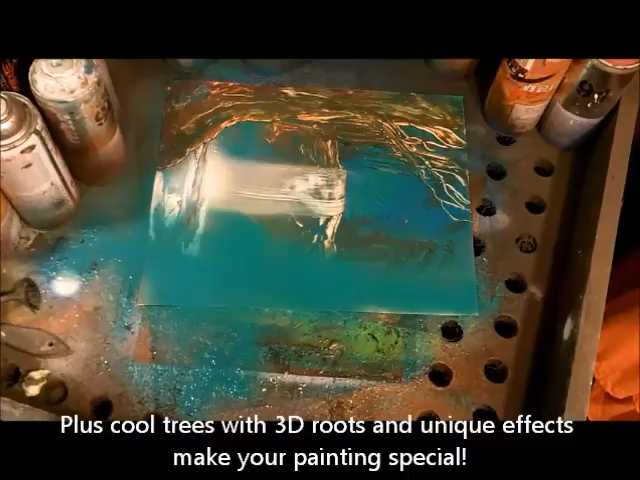 Plus cool trees with 3D roots and unique effects
make your painting special!